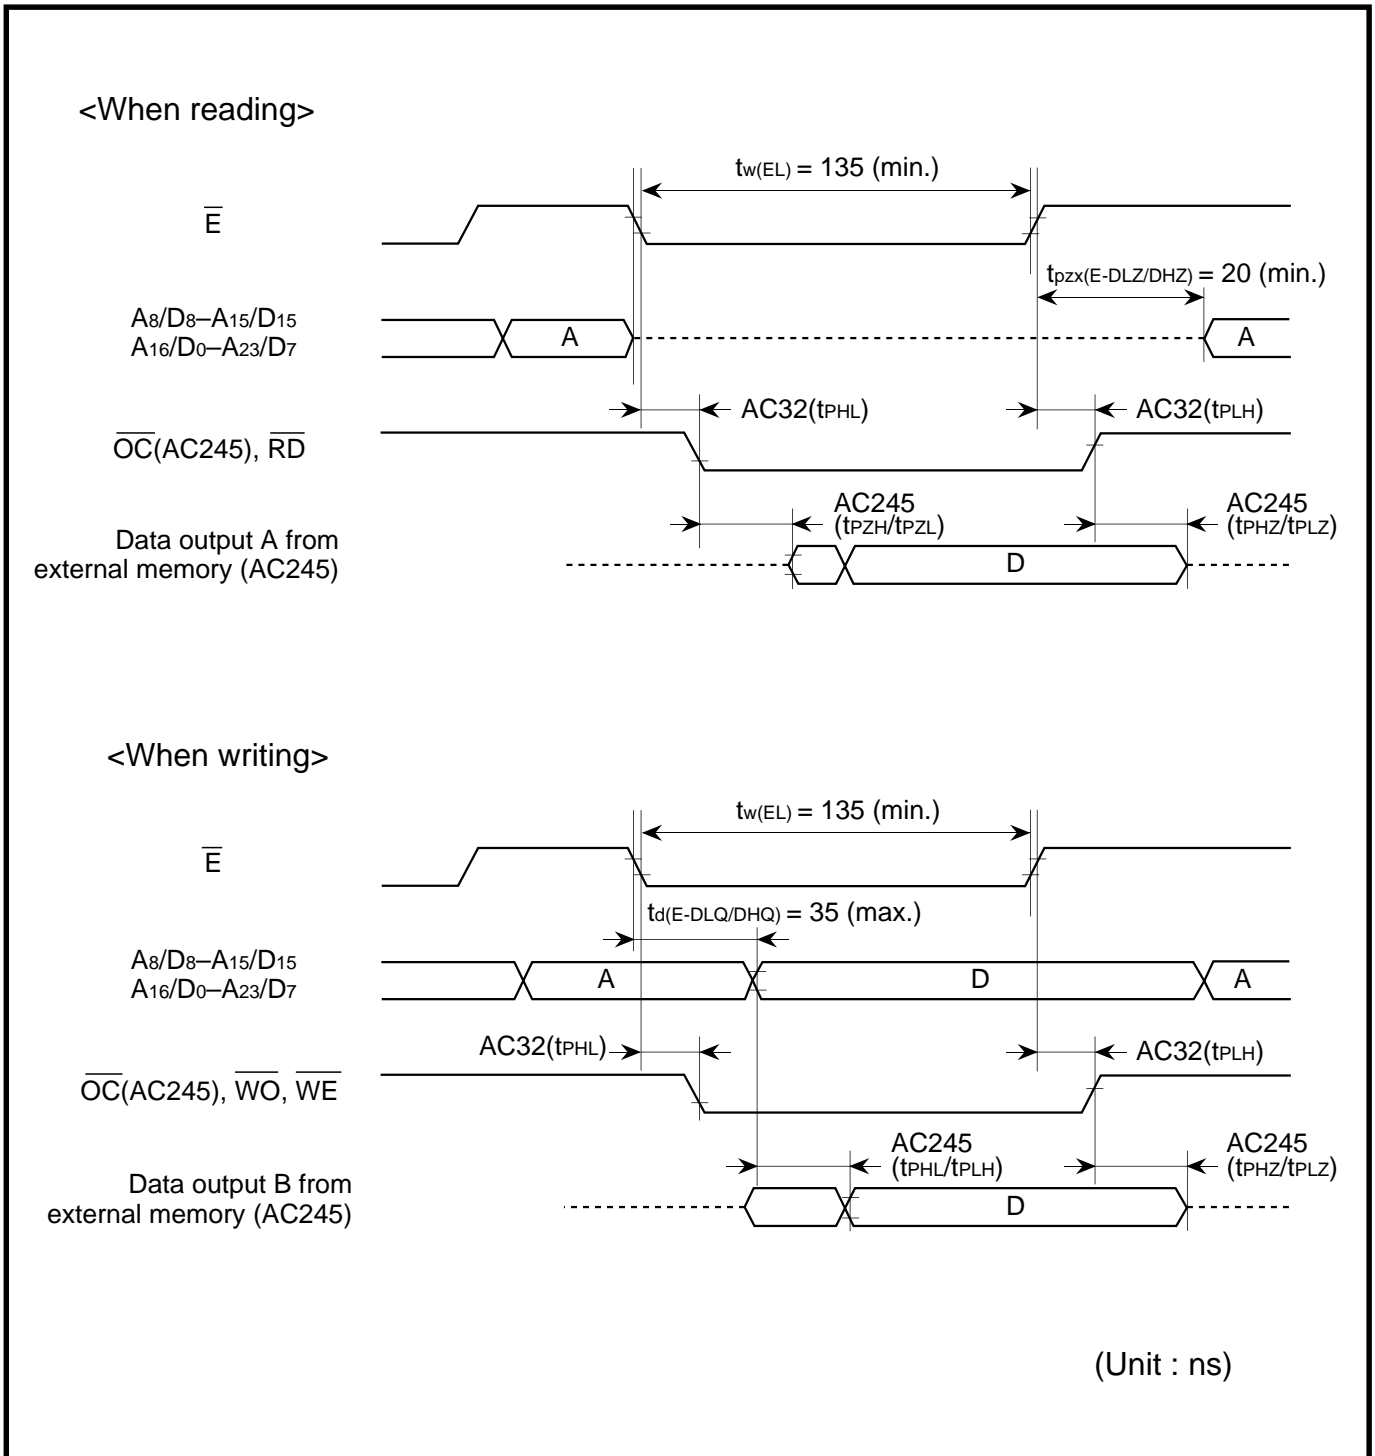 <When reading>
tw(EL) = 135 (min.)
E
tpzx(E-DLZ/DHZ) = 20 (min.)
A8/D8–A15/D15
A16/D0–A23/D7
A
A
AC32(tPHL)
AC32(tPLH)
OC(AC245), RD
AC245
(tPZH/tPZL)
AC245
(tPHZ/tPLZ)
Data output A from
external memory (AC245)
D
<When writing>
tw(EL) = 135 (min.)
E
td(E-DLQ/DHQ) = 35 (max.)
A8/D8–A15/D15
A16/D0–A23/D7
A
D
A
AC32(tPHL)
AC32(tPLH)
OC(AC245), WO, WE
AC245
(tPHL/tPLH)
AC245
(tPHZ/tPLZ)
Data output B from
external memory (AC245)
D
(Unit : ns)